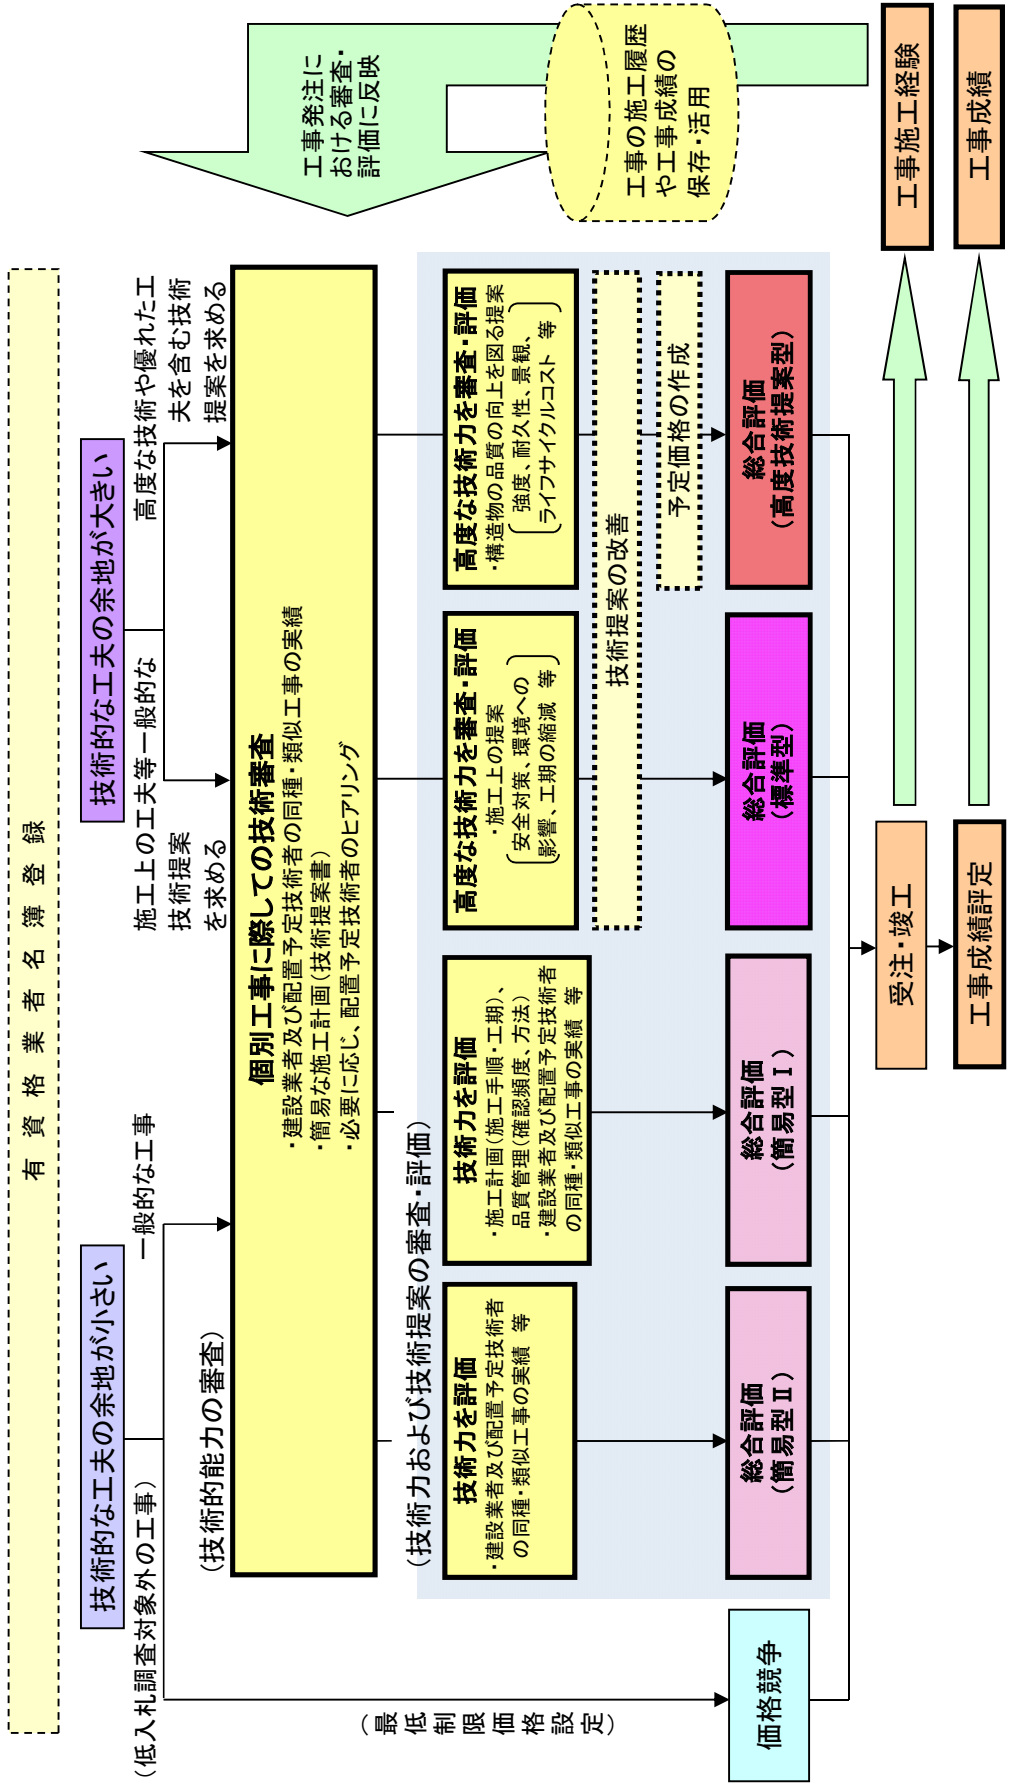 有資格業者名簿登録
技術的な工夫の余地が小さい
技術的な工夫の余地が大きい
(低入札調査対象外の工事)
一般的な工事
施工上の工夫等一般的な
技術提案
を求める
高度な技術や優れた工
夫を含む技術
提案を求める
(技術的能力の審査)
個別工事に際しての技術審査
・建設業者及び配置予定技術者の同種・類似工事の実績
・簡易な施工計画(技術提案書)
・必要に応じ、配置予定技術者のヒアリング
(最低制限価格設定)
(技術力および技術提案の審査・評価)
技術力を評価
・建設業者及び配置予定技術者
の同種・類似工事の実績 等
技術力を評価
・施工計画(施工手順・工期)、
品質管理(確認頻度、方法)
・建設業者及び配置予定技術者
の同種・類似工事の実績 等
高度な技術力を審査・評価
・施工上の提案
安全対策、環境への
影響、工期の縮減 等
高度な技術力を審査・評価
・構造物の品質の向上を図る提案
強度、耐久性、景観、
ライフサイクルコスト 等
技術提案の改善
予定価格の作成
価格競争
総合評価
(簡易型Ⅱ)
総合評価
(簡易型Ⅰ)
総合評価
(標準型)
総合評価
(高度技術提案型)
受注・竣工
工事成績評定
工事施工経験
工事成績
工事の施工履歴
や工事成績の
保存・活用
工事発注に
おける審査・
評価に反映